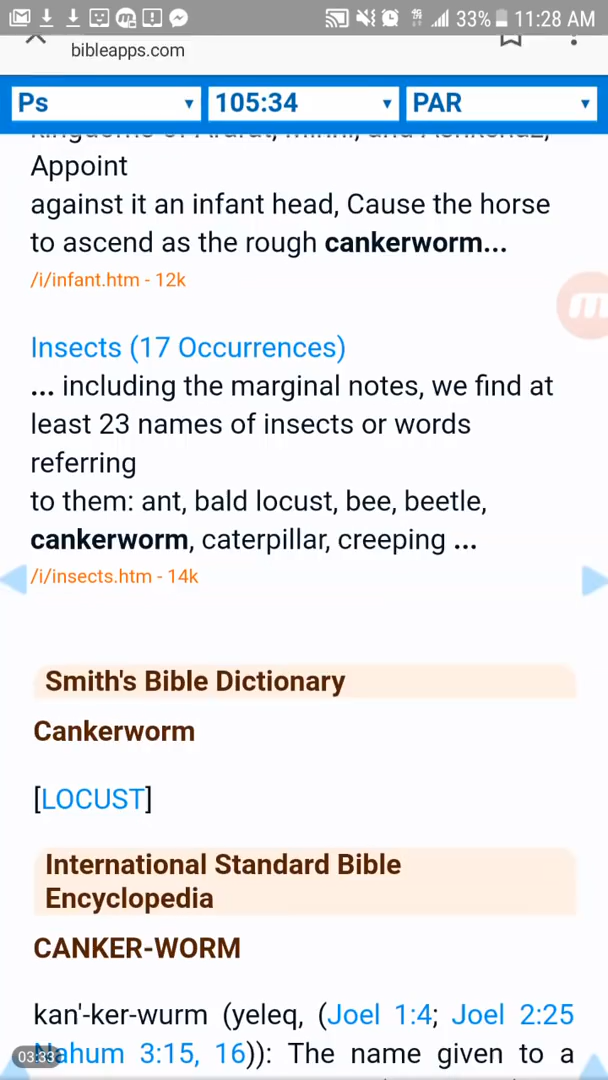 33% 11:28 AM
bibleapps.com
Ps 105:34 PAR
Appoint
against it an infant head, Cause the horse
to ascend as the rough cankerworm...
/i/infant.htm - 12k
Insects (17 Occurrences)
... including the marginal notes, we find at
least 23 names of insects or words
referring
to them: ant, bald locust, bee, beetle,
cankerworm, caterpillar, creeping ...
/i/insects.htm - 14k
Smith's Bible Dictionary
Cankerworm
[LOCUST]
International Standard Bible
Encyclopedia
CANKER-WORM
kan'-ker-wurm (yeleq, (Joel 1:4; Joel 2:25
03:33 Nahum 3:15, 16)): The name given to a